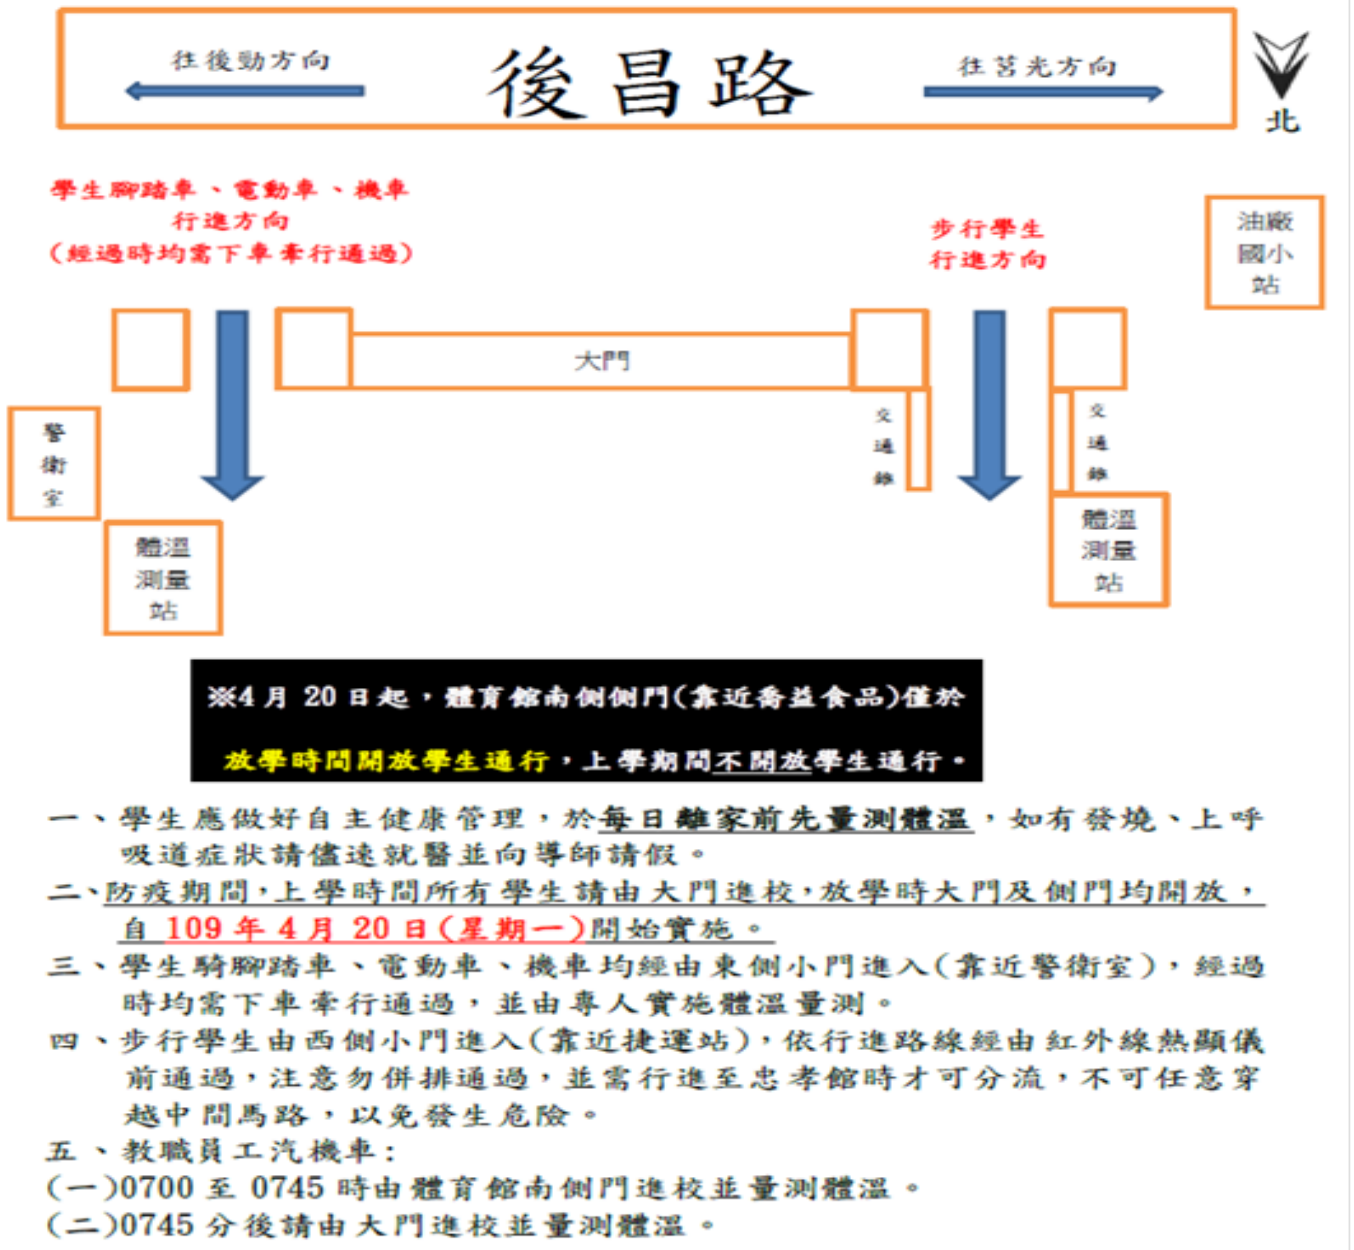 往後勁方向
後昌路
往莒光方向
北
學生腳踏車、電動車、機車
行進方向
(經過時均需下車牽行通過)
步行學生
行進方向
油廠
國小
站
大門
警
衛
室
交
通
錐
交
通
錐
體溫
測量
站
體溫
測量
站
※4月20日起，體育館南側側門(靠近喬益食品)僅於
放學時間開放學生通行，上學期間不開放學生通行。
一、學生應做好自主健康管理，於每日離家前先量測體溫，如有發燒、上呼
吸道症狀請儘速就醫並向導師請假。
二、防疫期間，上學時間所有學生請由大門進校，放學時大門及側門均開放，
自 109 年 4 月 20 日(星期一)開始實施。
三、學生騎腳踏車、電動車、機車均經由東側小門進入(靠近警衛室)，經過
時均需下車牽行通過，並由專人實施體溫量測。
四、步行學生由西側小門進入(靠近捷運站)，依行進路線經由紅外線熱顯儀
前通過，注意勿併排通過，並需行進至忠孝館時才可分流，不可任意穿
越中間馬路，以免發生危險。
五、教職員工汽機車:
(一)0700 至 0745 時由體育館南側門進校並量測體溫。
(二)0745 分後請由大門進校並量測體溫。